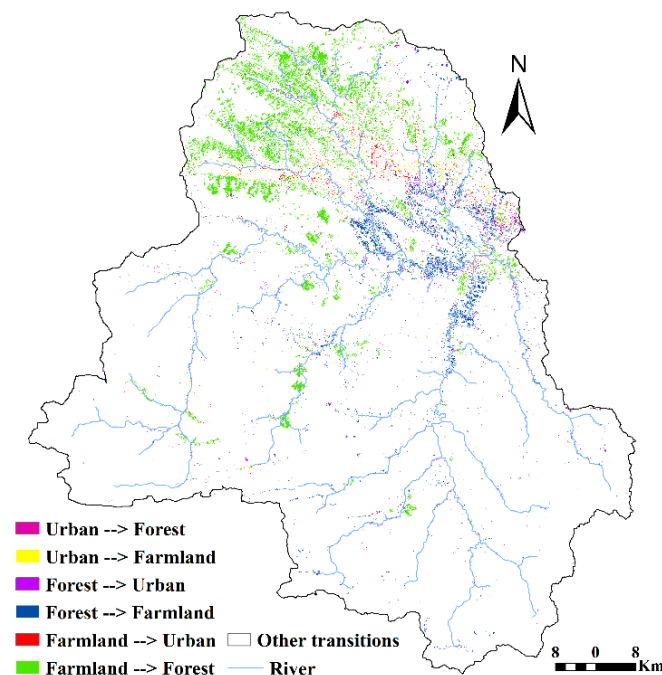 N
Urban --> Forest
Urban --> Farmland
Forest --> Urban
Forest --> Farmland
Farmland --> Urban
Other transitions
Farmland --> Forest
River
8 0 8
Km